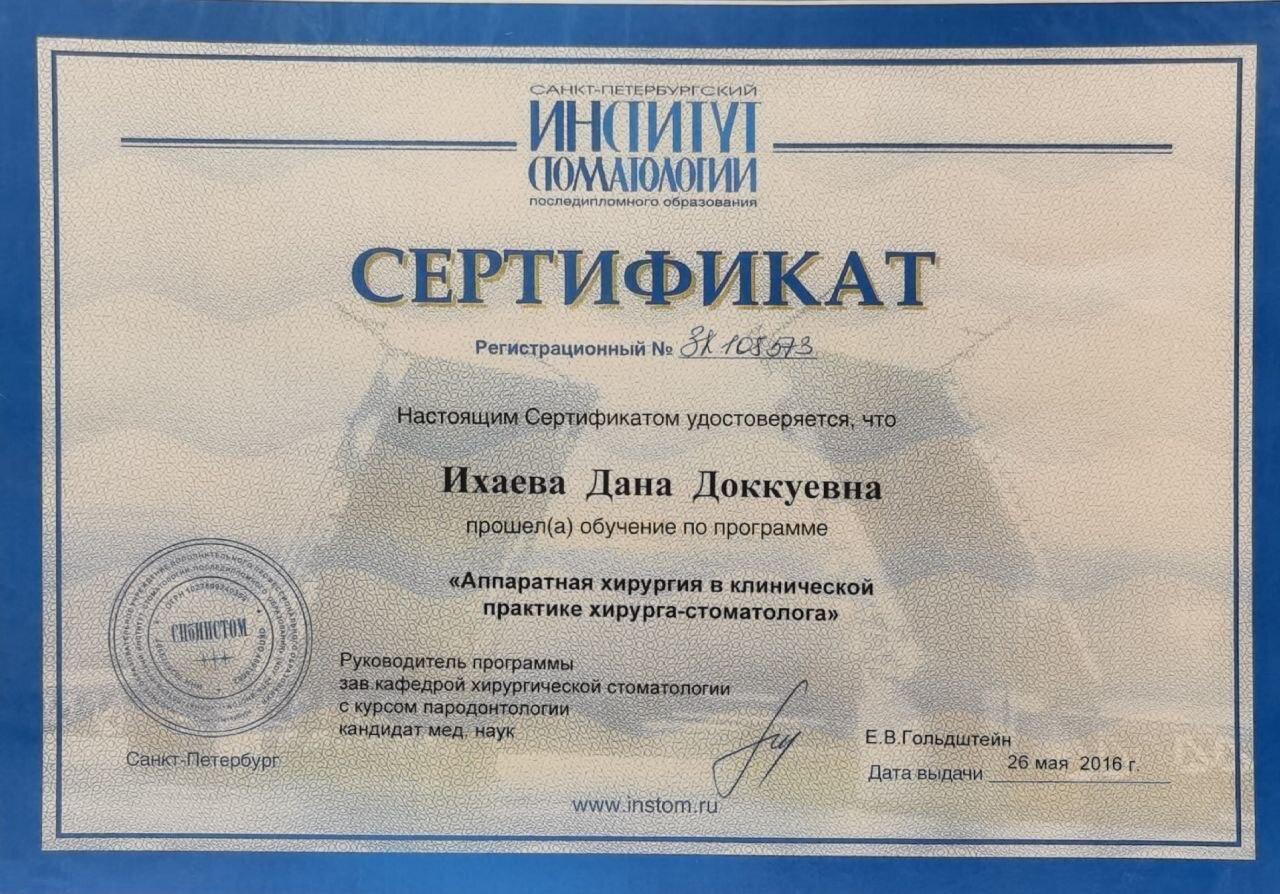 САНКТ-ПЕТЕРБУРГСКИЙ
ИНСТИТУТ
СТОМАТОЛОГИИ
последипломного образования
СЕРТИФИКАТ
Регистрационный №
Настоящим Сертификатом удостоверяется, что
Ихаева Дана Доккуевна
прошел(а) обучение по программе
«Аппаратная хирургия в клинической
практике хирурга-стоматолога»
СПбИНСТОМ
Руководитель программы
зав.кафедрой хирургической стоматологии
с курсом пародонтологии
кандидат мед. наук
Е.В.Гольдштейн
Санкт-Петербург
Дата выдачи 26 мая 2016 г.
www.instom.ru